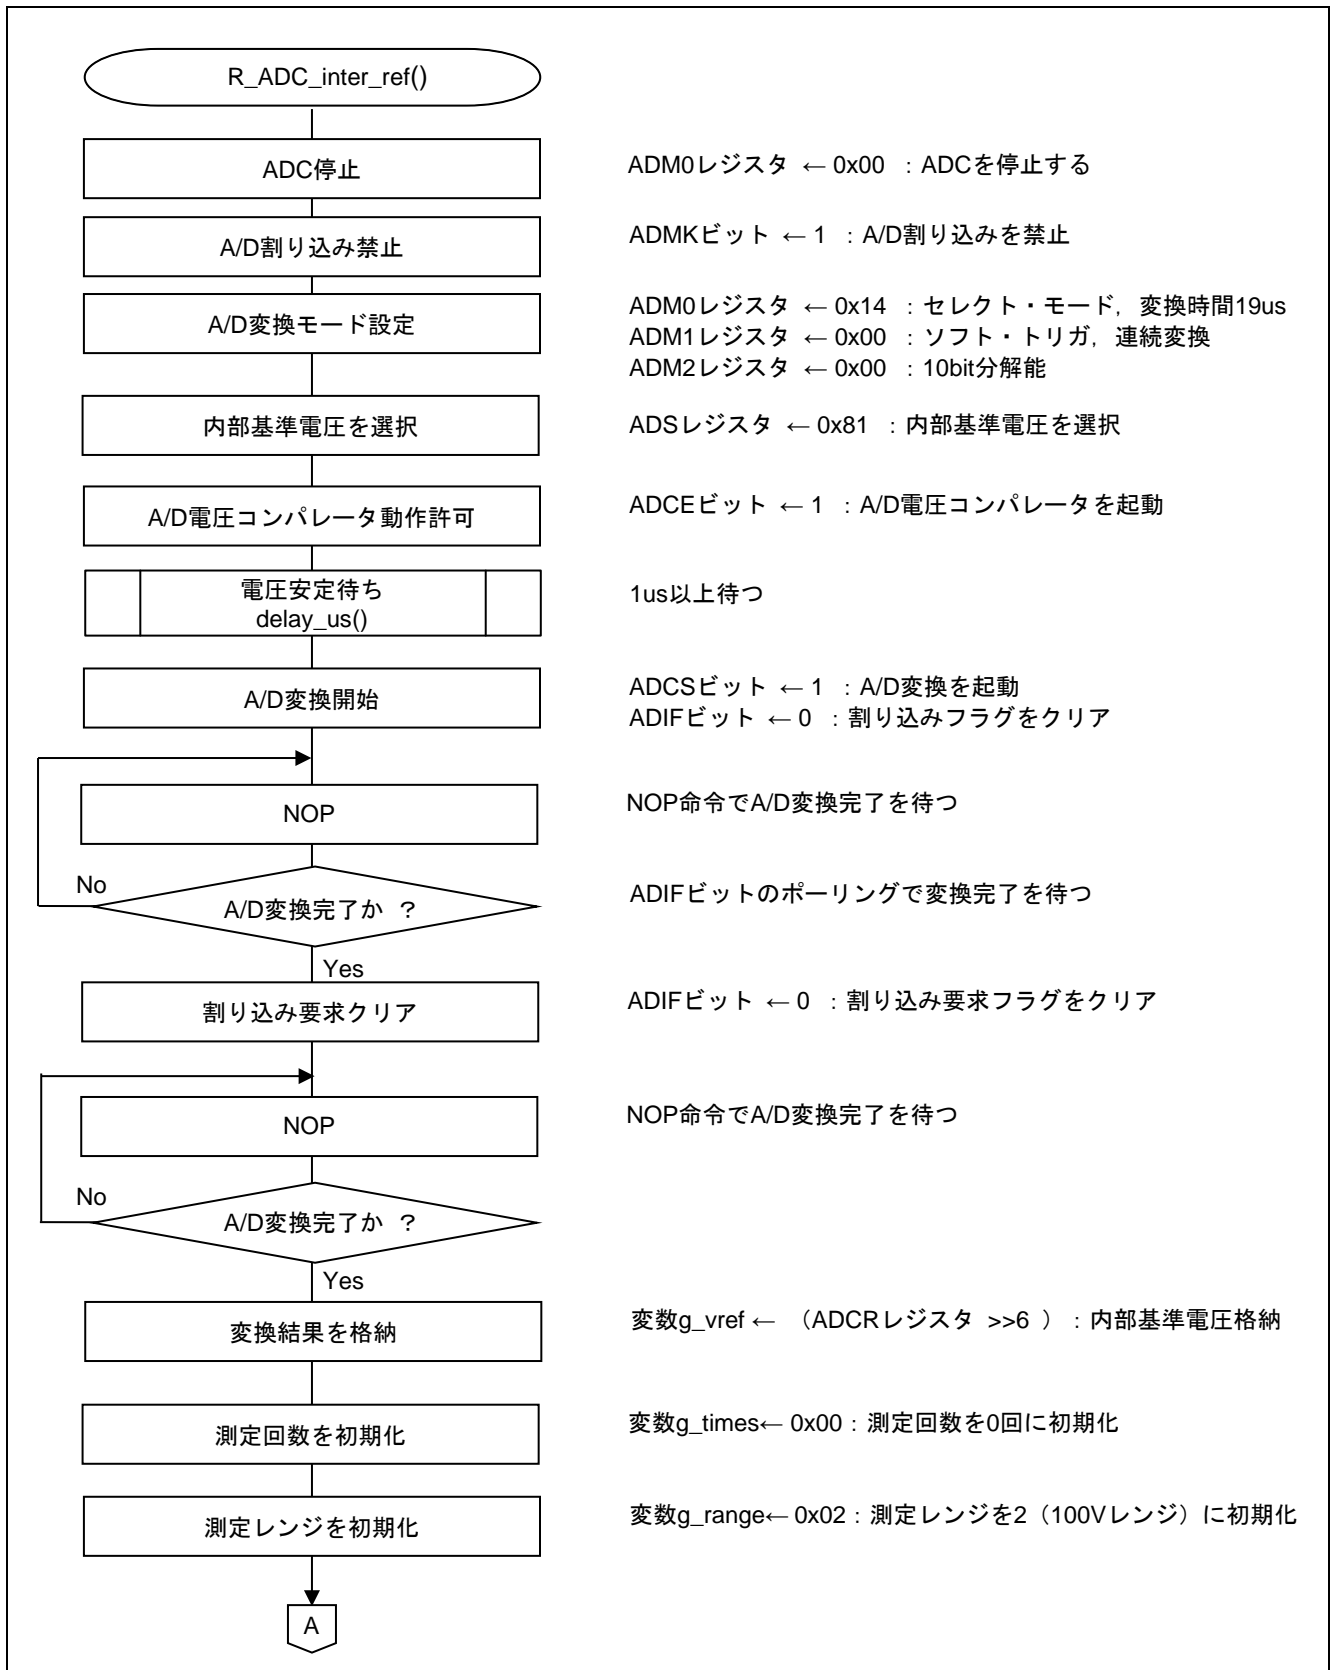 R_ADC_inter_ref()
ADC停止
ADM0レジスタ ← 0x00 ：ADCを停止する
A/D割り込み禁止
ADMKビット ← 1 ：A/D割り込みを禁止
A/D変換モード設定
ADM0レジスタ ← 0x14 ：セレクト・モード，変換時間19us
ADM1レジスタ ← 0x00 ：ソフト・トリガ，連続変換
ADM2レジスタ ← 0x00 ：10bit分解能
内部基準電圧を選択
ADSレジスタ ← 0x81 ：内部基準電圧を選択
A/D電圧コンパレータ動作許可
ADCEビット ← 1 ：A/D電圧コンパレータを起動
電圧安定待ち
delay_us()
1us以上待つ
A/D変換開始
ADCSビット ← 1 ：A/D変換を起動
ADIFビット ← 0 ：割り込みフラグをクリア
NOP
NOP命令でA/D変換完了を待つ
No
A/D変換完了か ？
ADIFビットのポーリングで変換完了を待つ
Yes
割り込み要求クリア
ADIFビット ← 0 ：割り込み要求フラグをクリア
NOP
NOP命令でA/D変換完了を待つ
No
A/D変換完了か ？
Yes
変換結果を格納
変数g_vref ← （ADCRレジスタ >>6 ）：内部基準電圧格納
測定回数を初期化
変数g_times← 0x00：測定回数を0回に初期化
測定レンジを初期化
変数g_range← 0x02：測定レンジを2（100Vレンジ）に初期化
A